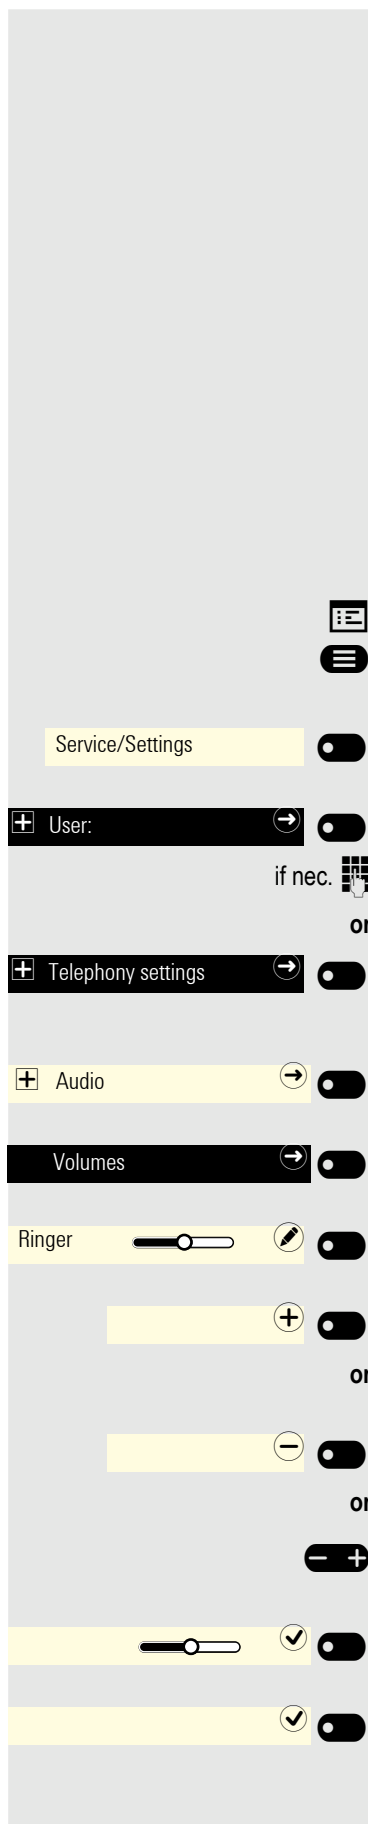 Service/Settings
User:
if nec.
or
Telephony settings
Audio
Volumes
Ringer
or
or